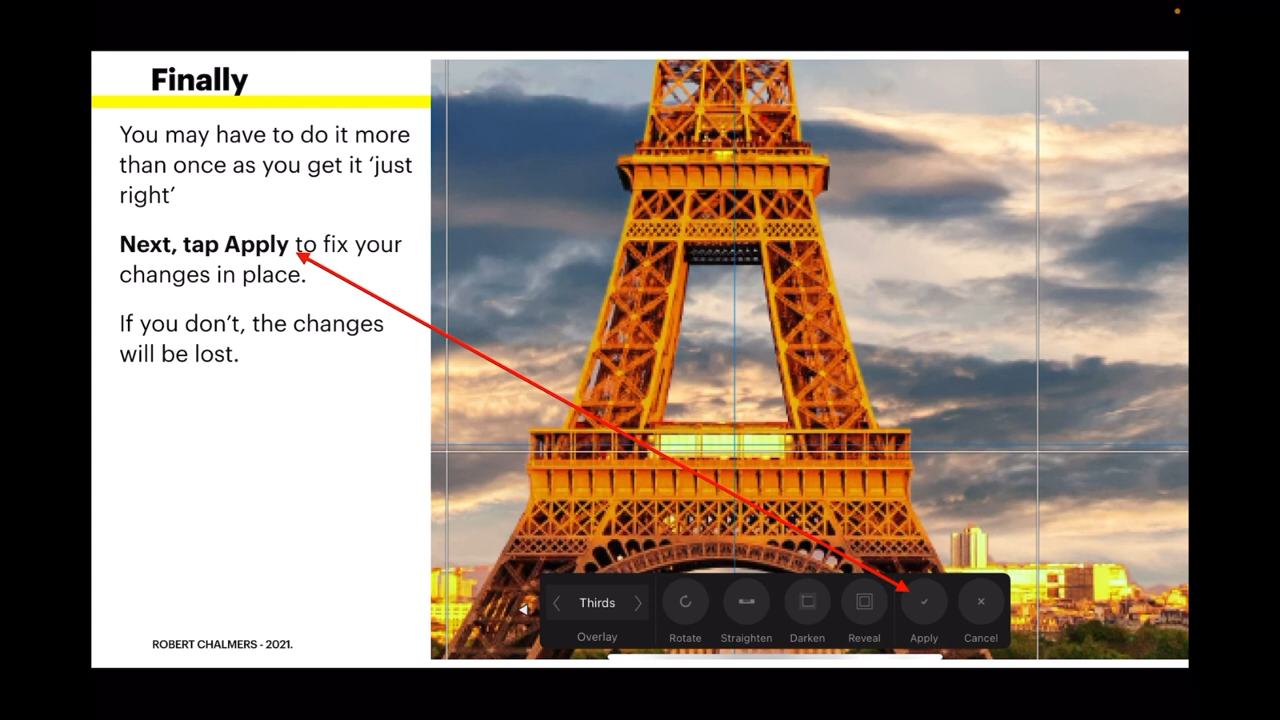 Finally
You may have to do it more
than once as you get it ‘just
right’
Next, tap Apply to fix your
changes in place.
If you don’t, the changes
will be lost.
ROBERT CHALMERS - 2021.
Thirds
Overlay
Rotate
Straighten
Darken
Reveal
Apply
Cancel